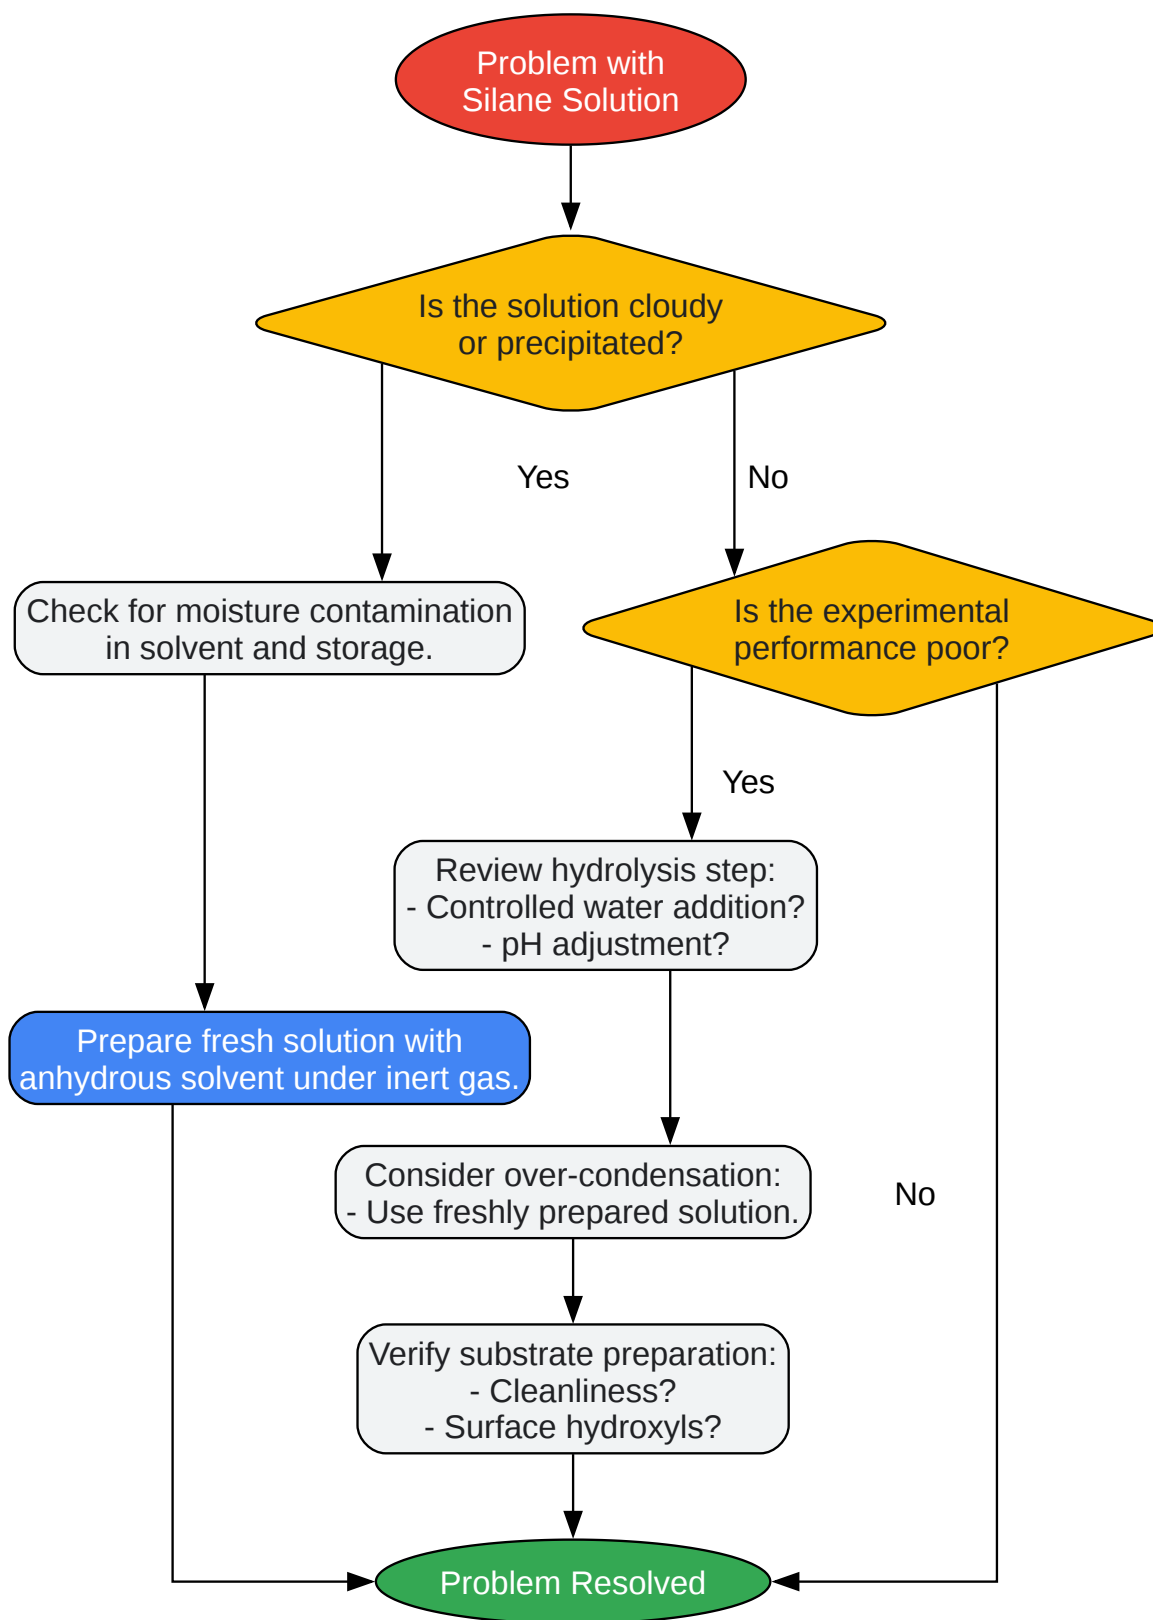 Problem with
Silane Solution
Is the solution cloudy
or precipitated?
Yes
No
Check for moisture contamination
in solvent and storage.
Is the experimental
performance poor?
Yes
Review hydrolysis step:
- Controlled water addition?
- pH adjustment?
Prepare fresh solution with
anhydrous solvent under inert gas.
Consider over-condensation:
- Use freshly prepared solution.
No
Verify substrate preparation:
- Cleanliness?
- Surface hydroxyls?
Problem Resolved